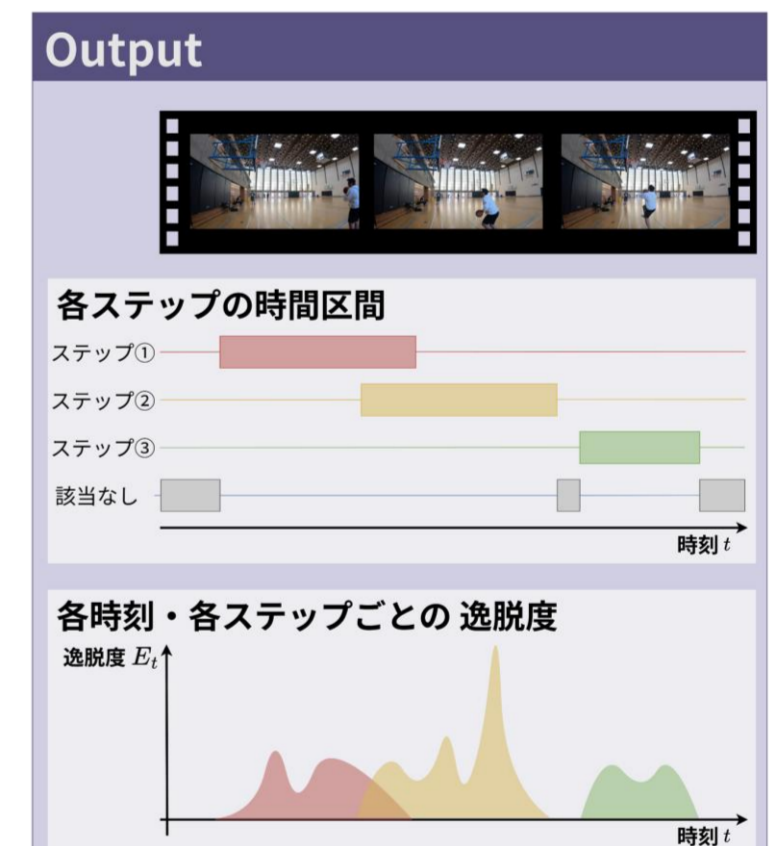 Output
各ステップの時間区間
ステップ①
ステップ②
ステップ③
該当なし
時刻 t
各時刻・各ステップごとの 逸脱度
逸脱度 E_t
時刻 t